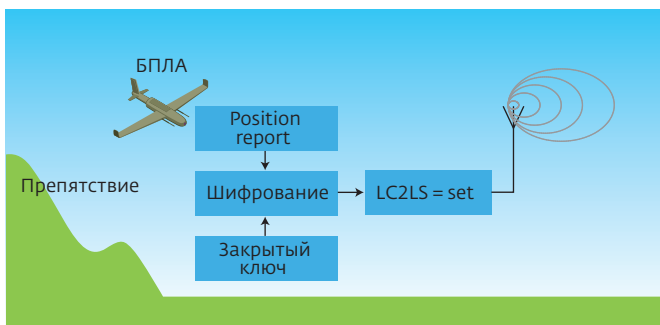 БПЛА
Position
report
Препятствие
Шифрование
LC2LS = set
Закрытый
ключ